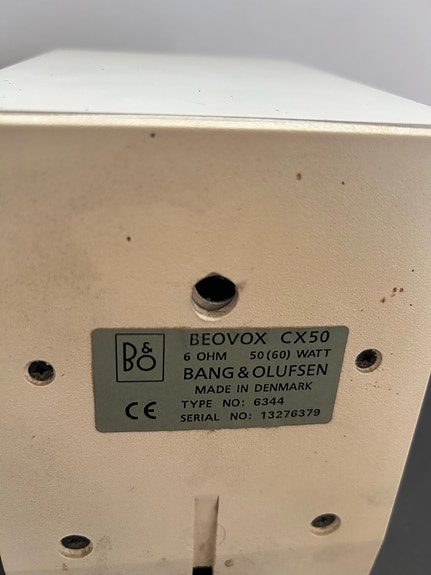 B&O
BEOVOX CX50
6 OHM 50(60) WATT
BANG & OLUFSEN
MADE IN DENMARK
TYPE NO: 6344
CE
SERIAL NO: 13276379